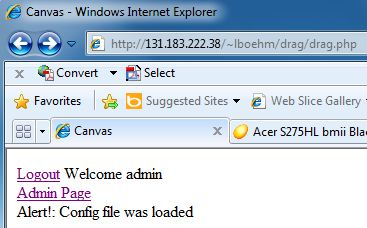 Canvas - Windows Internet Explorer
http://131.183.222.38/~lboehm/drag/drag.php
x Convert Select
Favorites Suggested Sites Web Slice Gallery
Canvas x Acer S275HL bmii Bla
Logout Welcome admin
Admin Page
Alert!: Config file was loaded